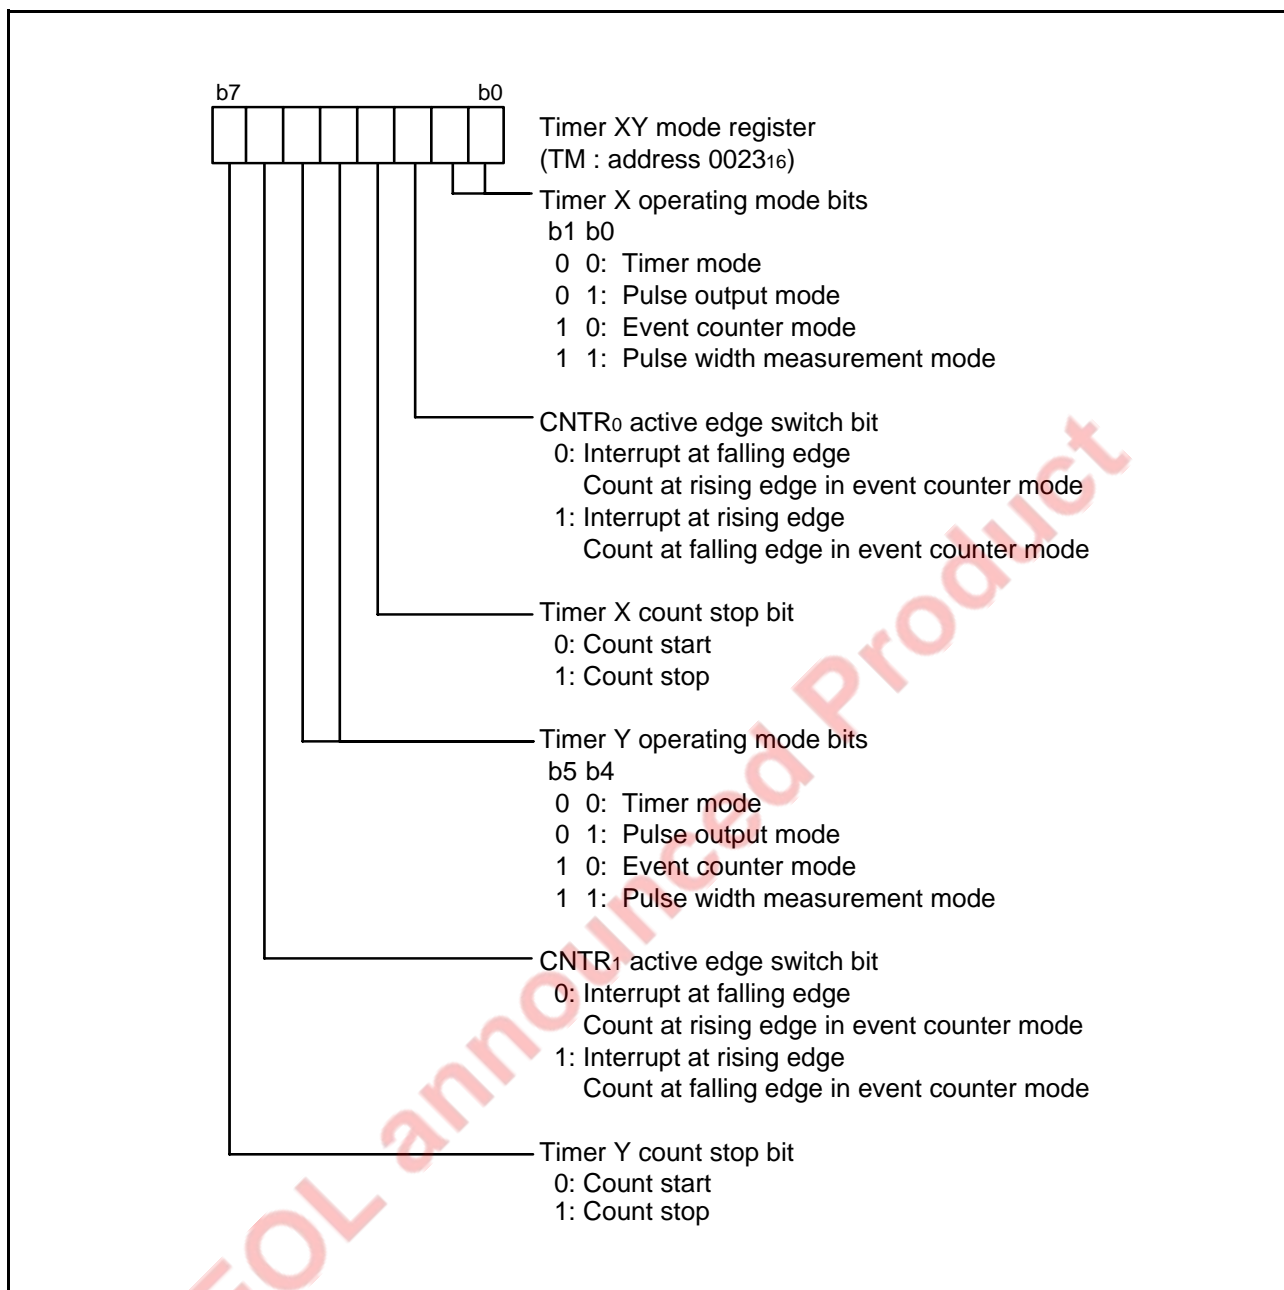 b7 b0
Timer XY mode register
(TM : address 002316)
Timer X operating mode bits
b1 b0
0 0: Timer mode
0 1: Pulse output mode
1 0: Event counter mode
1 1: Pulse width measurement mode
CNTR0 active edge switch bit
0: Interrupt at falling edge
Count at rising edge in event counter mode
1: Interrupt at rising edge
Count at falling edge in event counter mode
Timer X count stop bit
0: Count start
1: Count stop
Timer Y operating mode bits
b5 b4
0 0: Timer mode
0 1: Pulse output mode
1 0: Event counter mode
1 1: Pulse width measurement mode
CNTR1 active edge switch bit
0: Interrupt at falling edge
Count at rising edge in event counter mode
1: Interrupt at rising edge
Count at falling edge in event counter mode
Timer Y count stop bit
0: Count start
1: Count stop
EOL announced Product